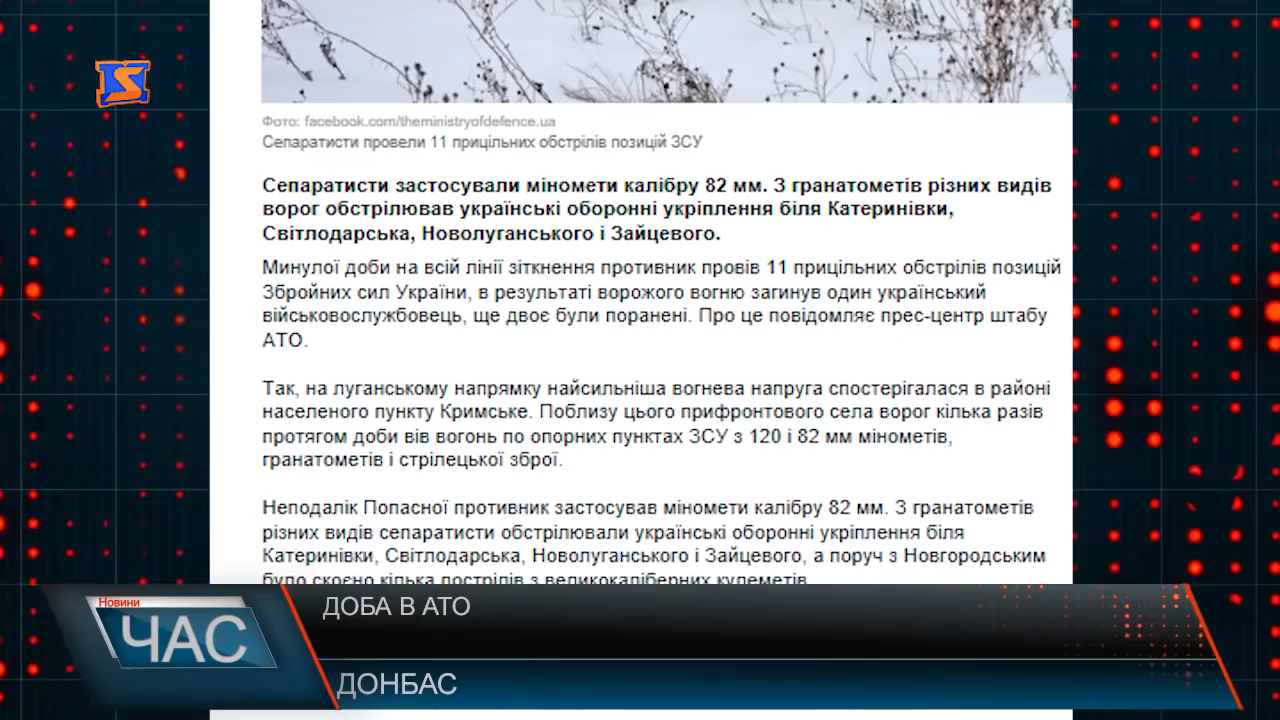 Фото: facebook.com/theministryofdefence.ua
Сепаратисти провели 11 прицільних обстрілів позицій ЗСУ
Сепаратисти застосували міномети калібру 82 мм. З гранатометів різних видів
ворог обстрілював українські оборонні укріплення біля Катеринівки,
Світлодарська, Новолуганського і Зайцевого.
Минулої доби на всій лінії зіткнення противник провів 11 прицільних обстрілів позицій
Збройних сил України, в результаті ворожого вогню загинув один український
військовослужбовець, ще двоє були поранені. Про це повідомляє прес-центр штабу
АТО.
Так, на луганському напрямку найсильніша вогнева напруга спостерігалася в районі
населеного пункту Кримське. Поблизу цього прифронтового села ворог кілька разів
протягом доби вів вогонь по опорних пунктах ЗСУ з 120 і 82 мм мінометів,
гранатометів і стрілецької зброї.
Неподалік Попасної противник застосував міномети калібру 82 мм. З гранатометів
різних видів сепаратисти обстрілювали українські оборонні укріплення біля
Катеринівки, Світлодарська, Новолуганського і Зайцевого, а поруч з Новгородським
було скоєно кілька пострілів з великокаліберних кулеметів
Новини
ЧАС
ДОБА В АТО
ДОНБАС